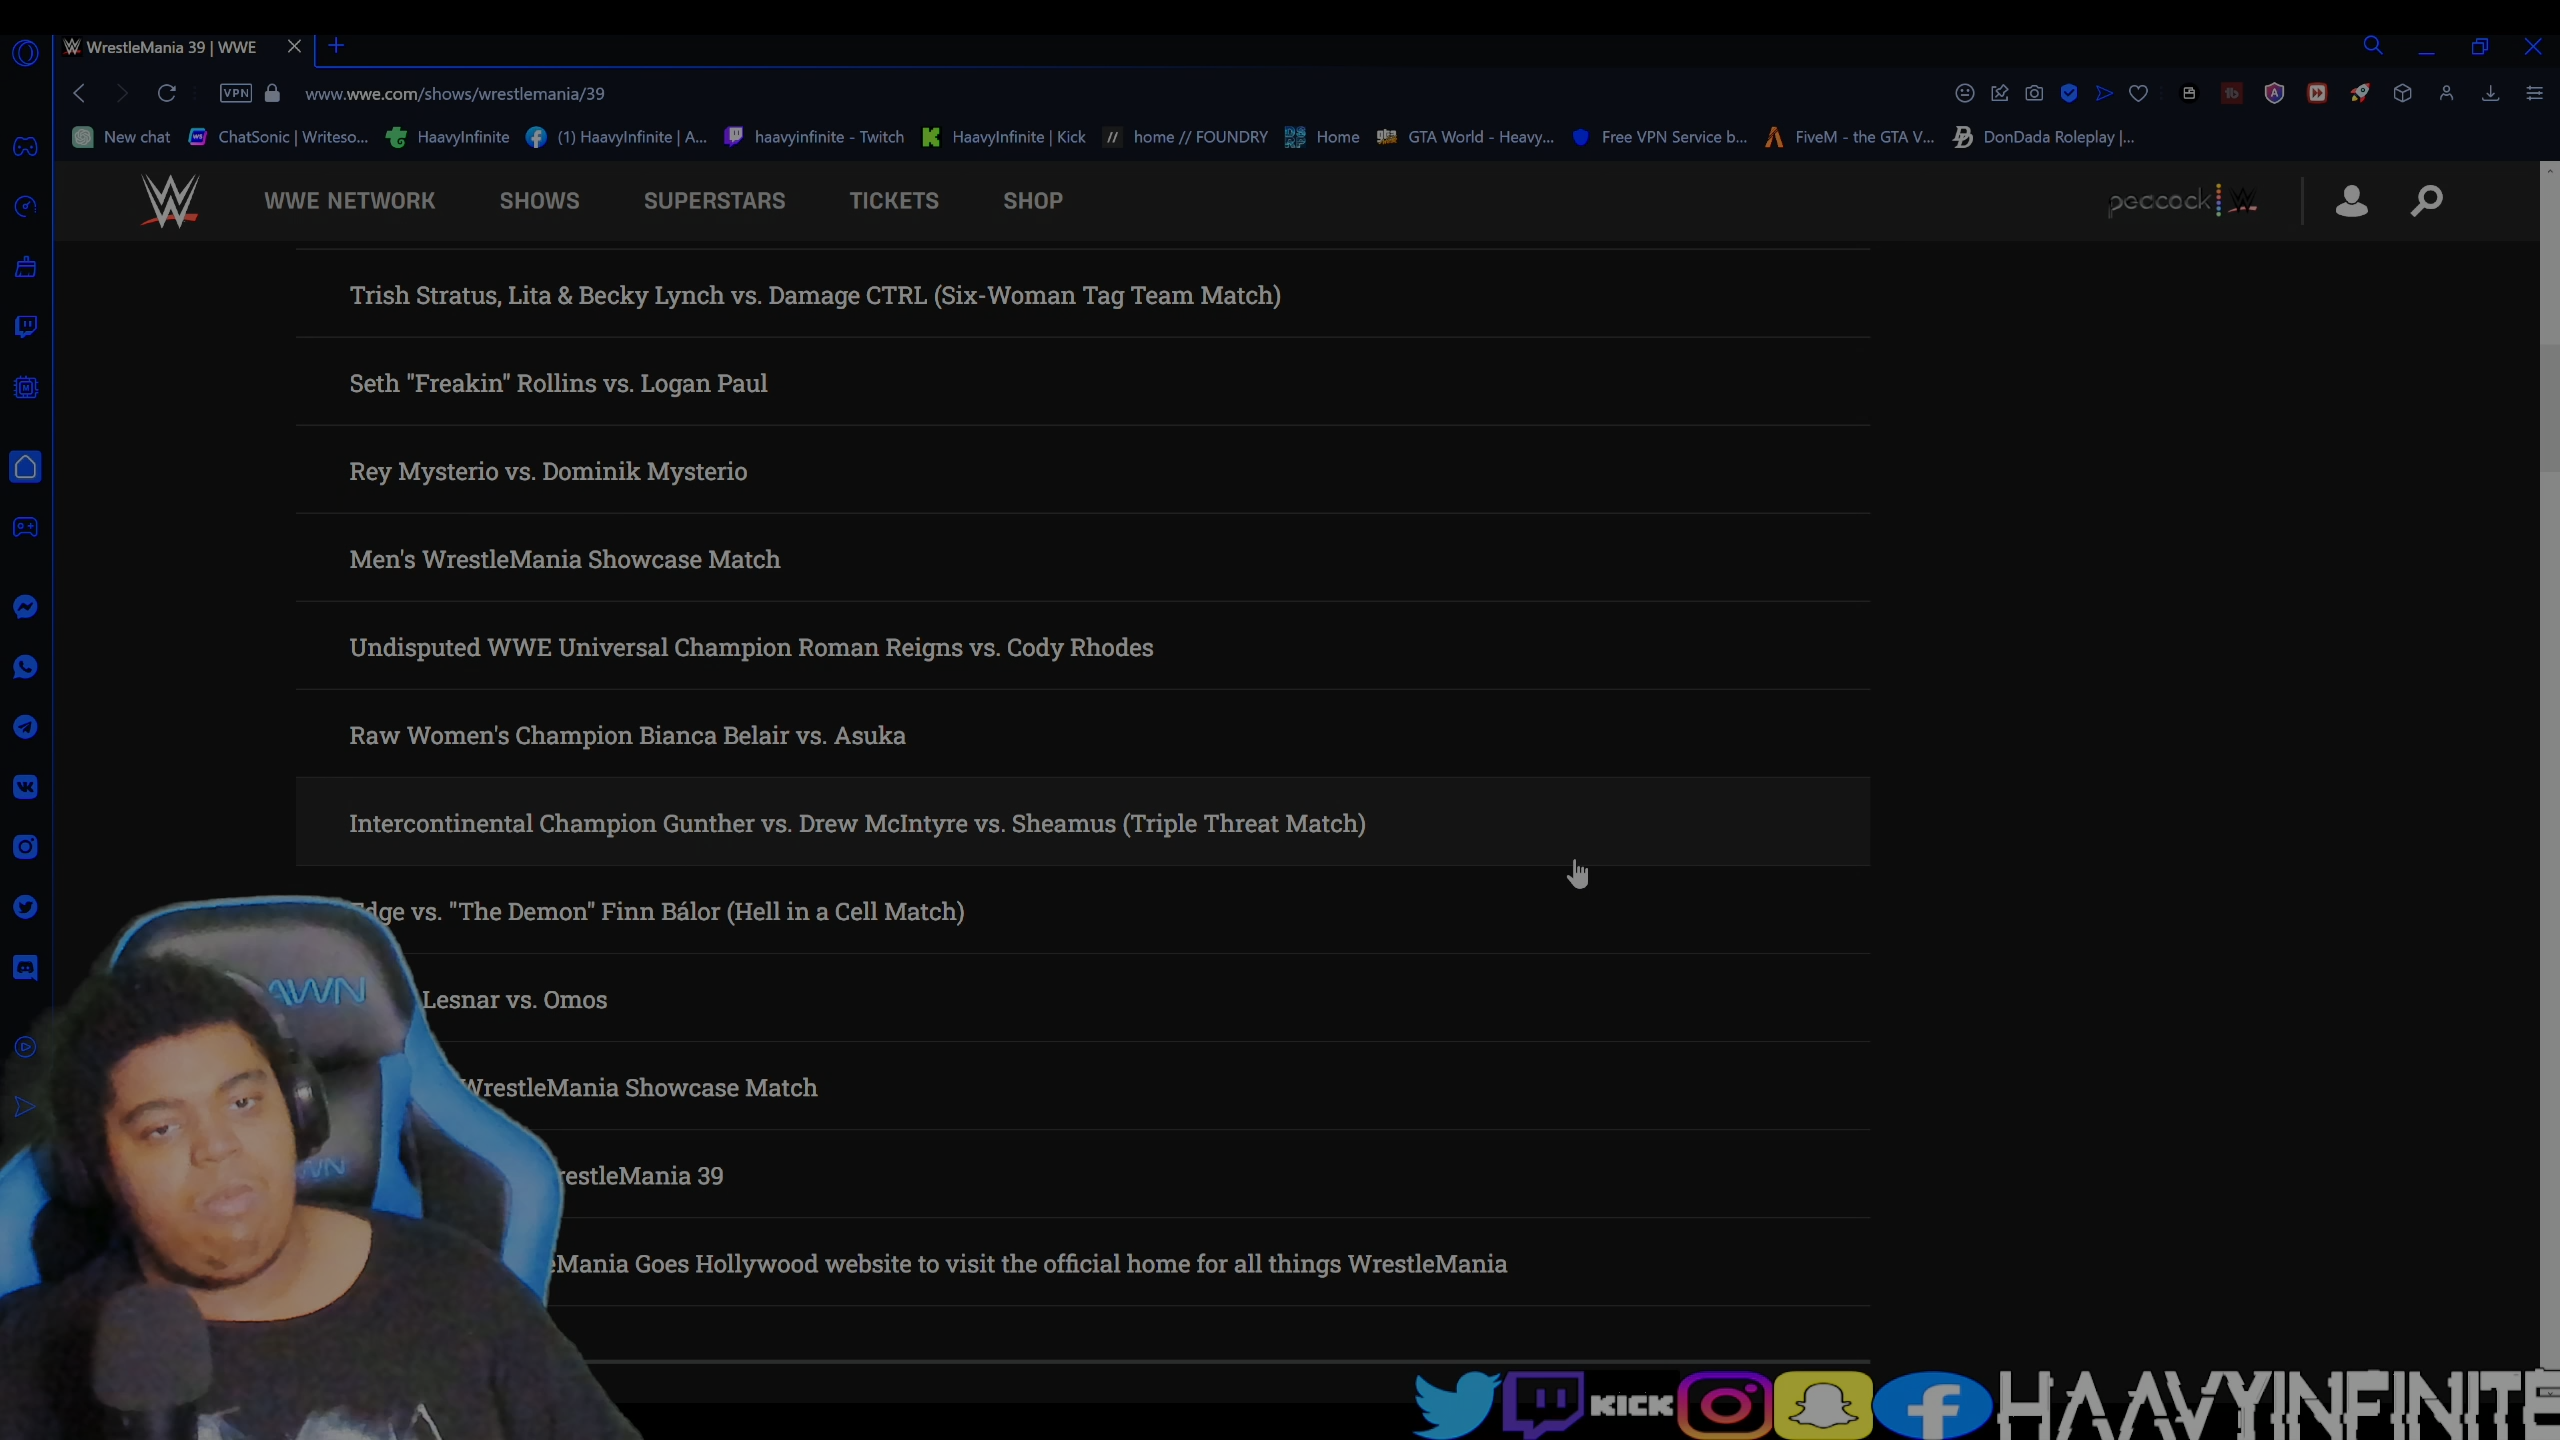 WrestleMania 39 | WWE
VPN
www.wwe.com/shows/wrestlemania/39
New chat
ChatSonic | Writeso...
HaavyInfinite
(1) HaavyInfinite | A...
haavyinfinite - Twitch
HaavyInfinite | Kick
home // FOUNDRY
Home
GTA World - Heavy...
Free VPN Service b...
FiveM - the GTA V...
DonDada Roleplay |...
WWE NETWORK
SHOWS
SUPERSTARS
TICKETS
SHOP
peacock
Trish Stratus, Lita & Becky Lynch vs. Damage CTRL (Six-Woman Tag Team Match)
Seth "Freakin" Rollins vs. Logan Paul
Rey Mysterio vs. Dominik Mysterio
Men's WrestleMania Showcase Match
Undisputed WWE Universal Champion Roman Reigns vs. Cody Rhodes
Raw Women's Champion Bianca Belair vs. Asuka
Intercontinental Champion Gunther vs. Drew McIntyre vs. Sheamus (Triple Threat Match)
Edge vs. "The Demon" Finn Bálor (Hell in a Cell Match)
Lesnar vs. Omos
WrestleMania Showcase Match
restleMania 39
eMania Goes Hollywood website to visit the official home for all things WrestleMania
AWN
WN
KICK
HAAVYINFINITE